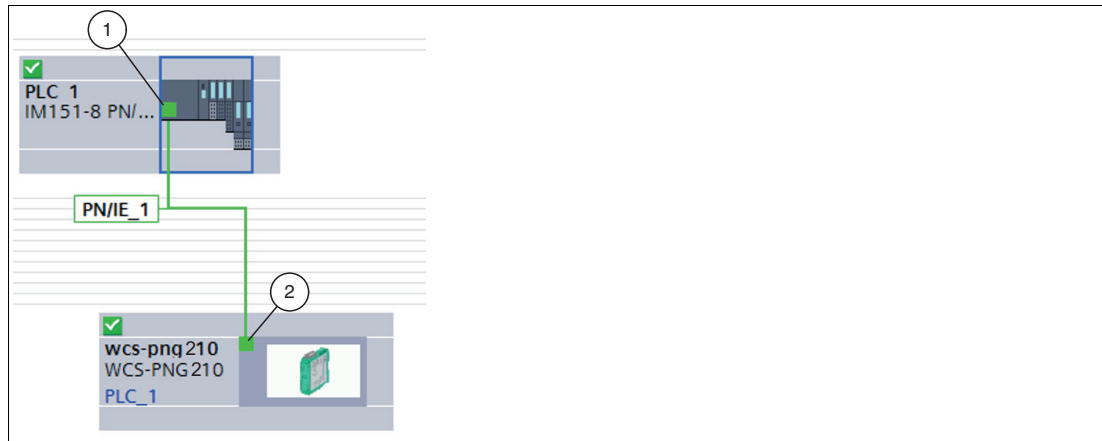 1
PLC_1
IM151-8 PN/...
PN/IE_1
2
wcs-png210
WCS-PNG210
PLC_1